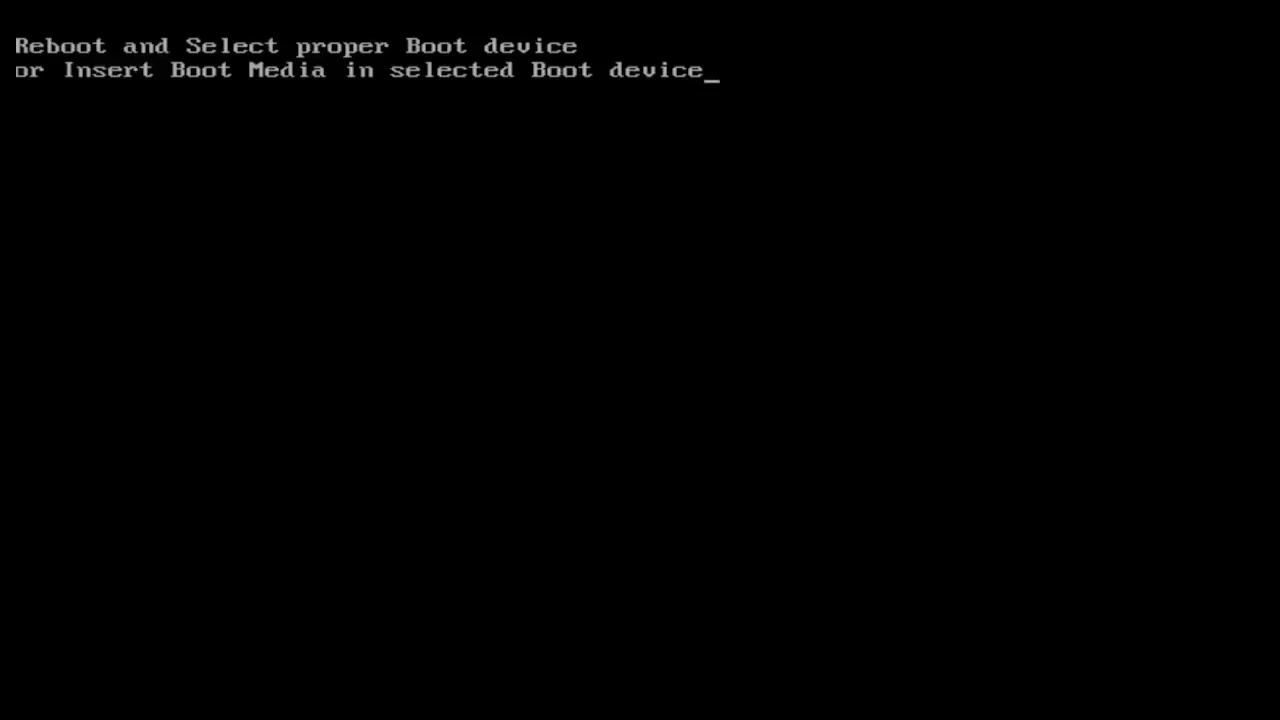 Reboot and Select proper Boot device
or Insert Boot Media in selected Boot device_